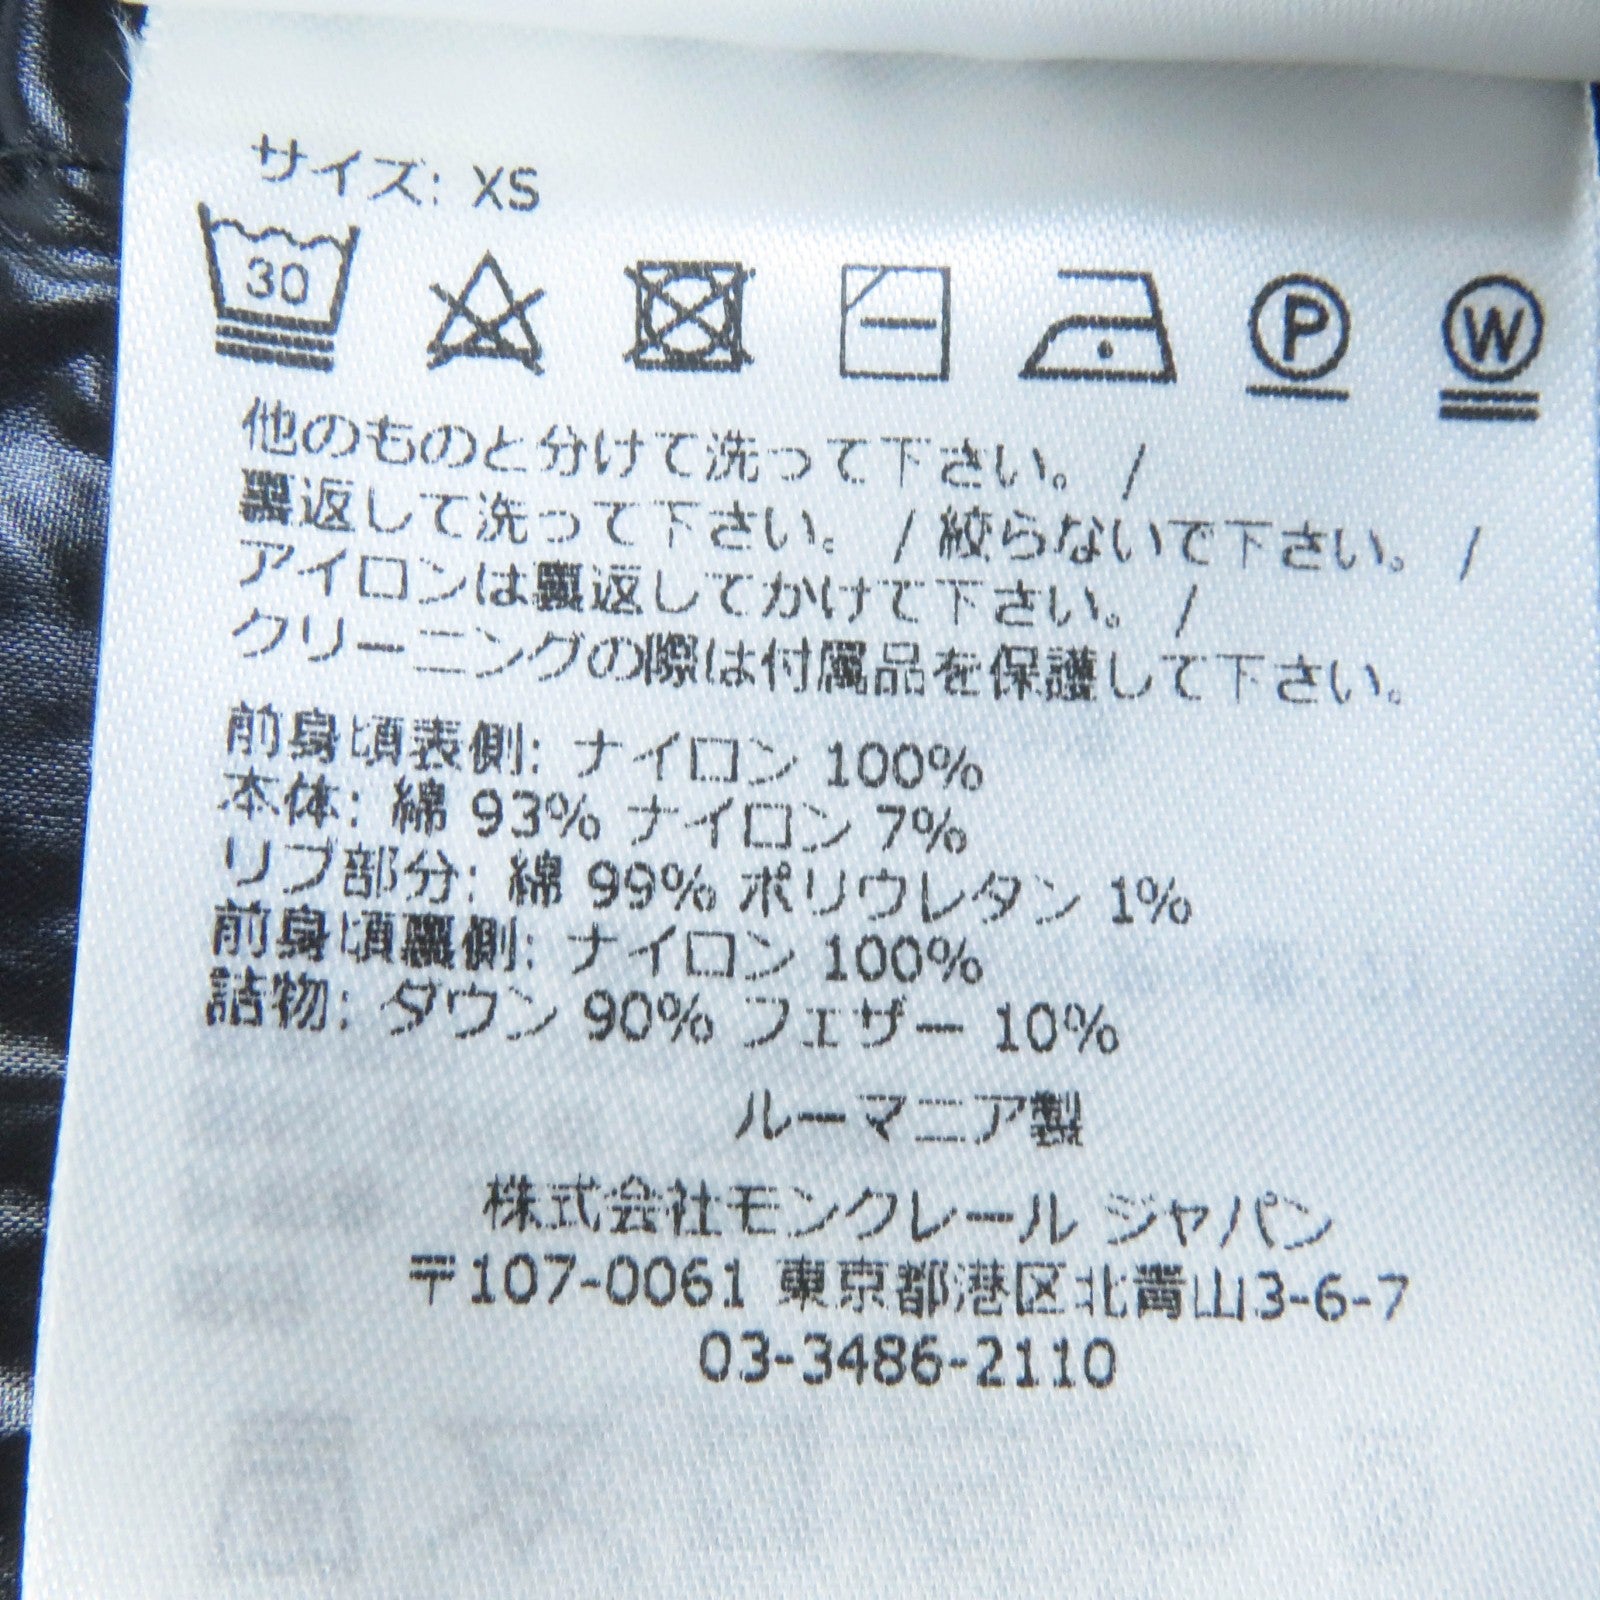 サイズ: XS
30 P W
他のものと分けて洗って下さい。 /
裏返して洗って下さい。 / 絞らないで下さい。 /
アイロンは裏返してかけて下さい。 /
クリーニングの際は付属品を保護して下さい。
前身頃表側: ナイロン 100%
本体: 綿 93% ナイロン 7%
リブ部分: 綿 99% ポリウレタン 1%
前身頃裏側: ナイロン 100%
詰物: ダウン 90% フェザー 10%
ルーマニア製
株式会社モンクレール ジャパン
〒107-0061 東京都港区北青山3-6-7
03-3486-2110